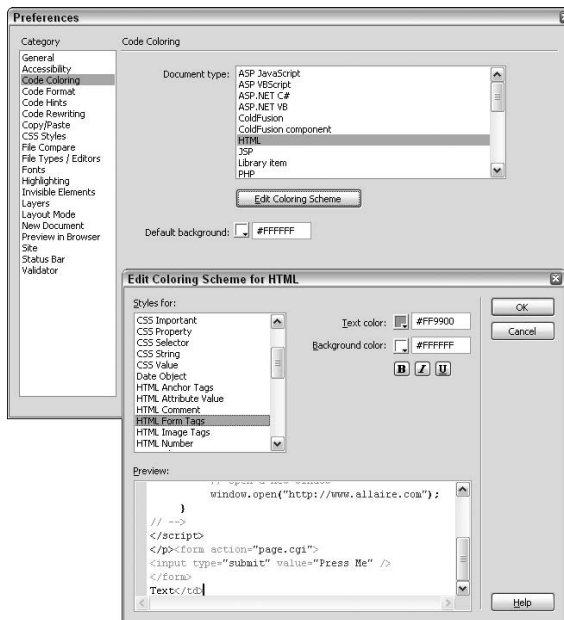 Preferences
Category
Code Coloring
General
Accessibility
Code Coloring
Code Format
Code Hints
Code Rewriting
Copy/Paste
CSS Styles
File Compare
File Types / Editors
Fonts
Highlighting
Invisible Elements
Layers
Layout Mode
New Document
Preview in Browser
Site
Status Bar
Validator
Document type:
ASP JavaScript
ASP VBScript
ASP.NET C#
ASP.NET VB
ColdFusion
ColdFusion component
HTML
JSP
Library item
PHP
Edit Coloring Scheme
Default background:
#FFFFFF
Edit Coloring Scheme for HTML
Styles for:
CSS Important
CSS Property
CSS Selector
CSS String
CSS Value
Date Object
HTML Anchor Tags
HTML Attribute Value
HTML Comment
HTML Form Tags
HTML Image Tags
HTML Number
Text color:
#FF9900
Background color:
#FFFFFF
B I U
OK
Cancel
Preview:
// open a new window
window.open("http://www.allaire.com");
}
// -->
</script>
</p><form action="page.cgi">
<input type="submit" value="Press Me" />
</form>
Text</td>
Help